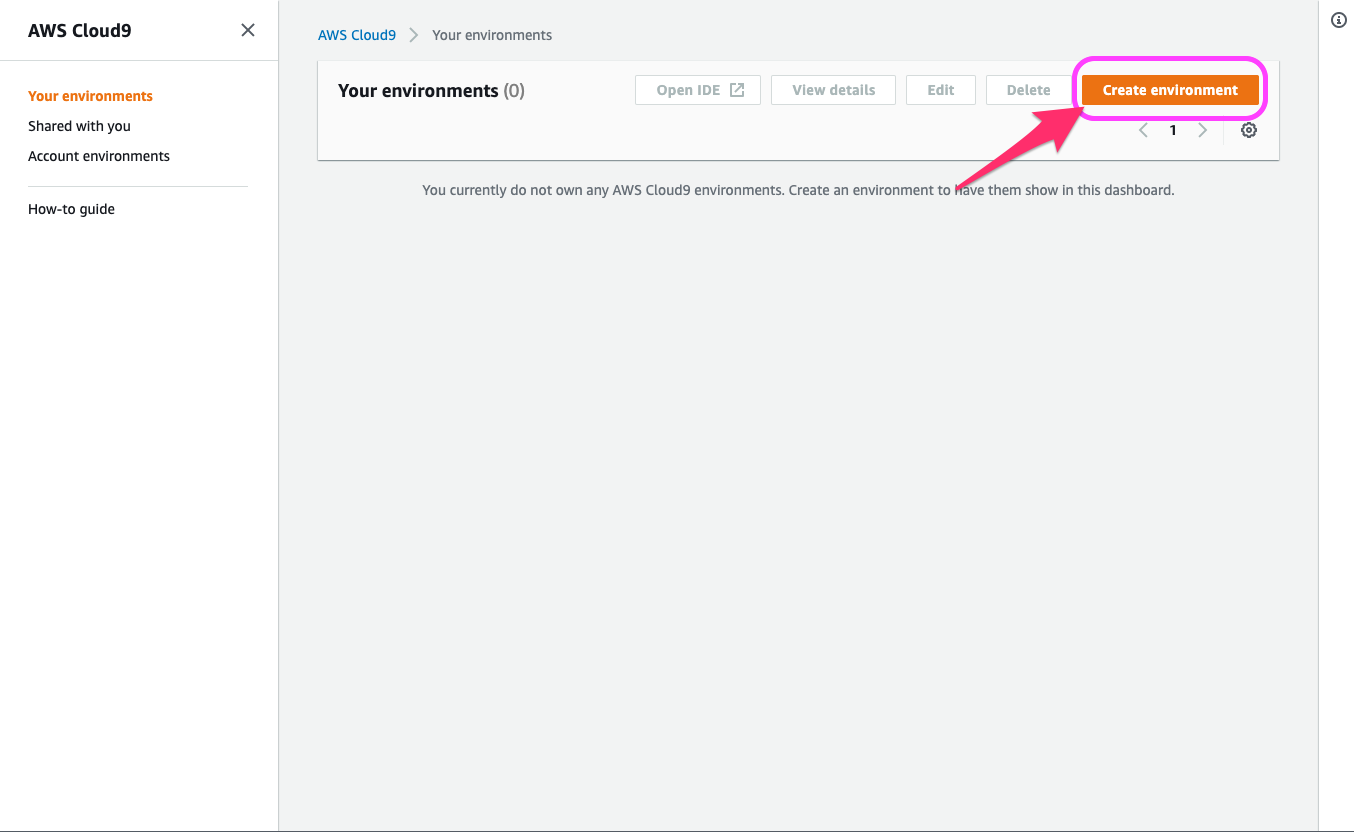 AWS Cloud9
Your environments
Shared with you
Account environments
How-to guide
AWS Cloud9 Your environments
Your environments (0) Open IDE View details Edit Delete Create environment
1
You currently do not own any AWS Cloud9 environments. Create an environment to have them show in this dashboard.